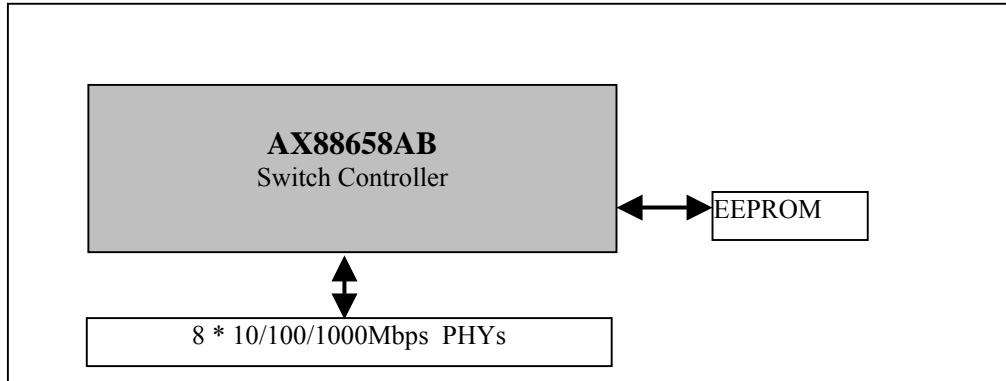 AX88658AB
Switch Controller
EEPROM
8 * 10/100/1000Mbps PHYs